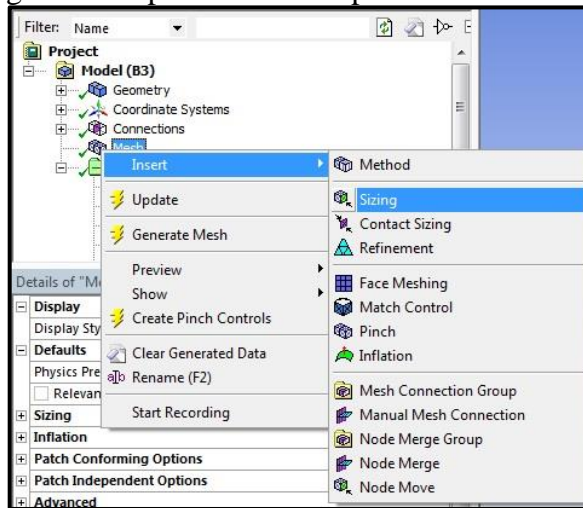 Filter: Name
Project
Model (B3)
Geometry
Coordinate Systems
Connections
Mesh
Insert
Update
Generate Mesh
Preview
Show
Create Pinch Controls
Clear Generated Data
Rename (F2)
Start Recording
Method
Sizing
Contact Sizing
Refinement
Face Meshing
Match Control
Pinch
Inflation
Mesh Connection Group
Manual Mesh Connection
Node Merge Group
Node Merge
Node Move
Details of "M
Display
Display Sty
Defaults
Physics Pre
Relevan
Sizing
Inflation
Patch Conforming Options
Patch Independent Options
Advanced